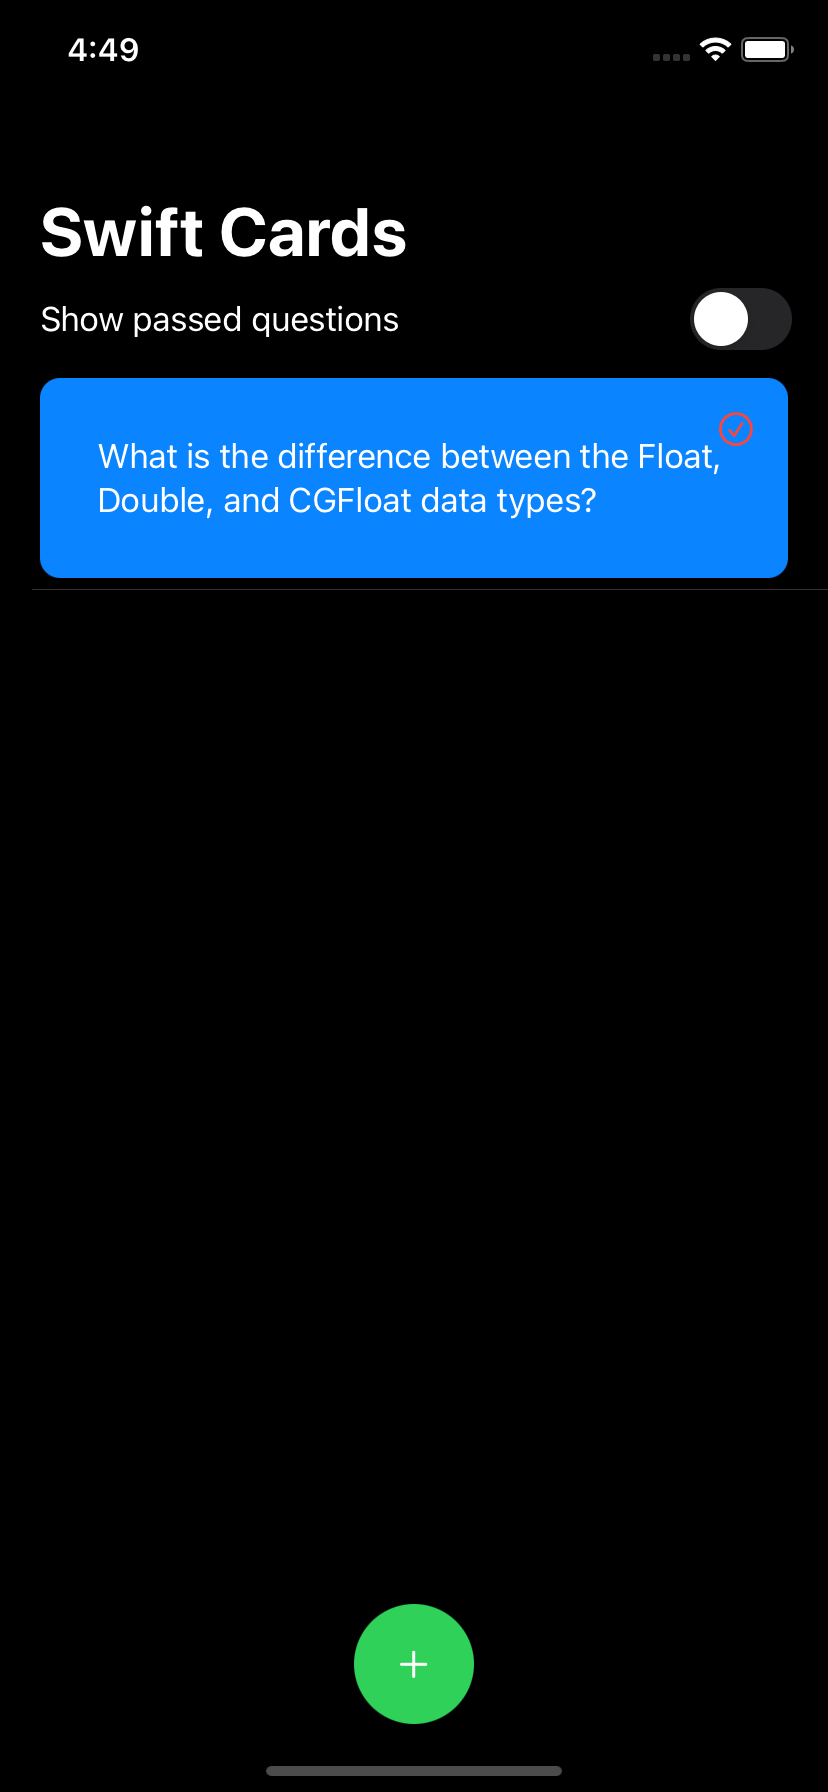 4:49
Swift Cards
Show passed questions
What is the difference between the Float,
Double, and CGFloat data types?